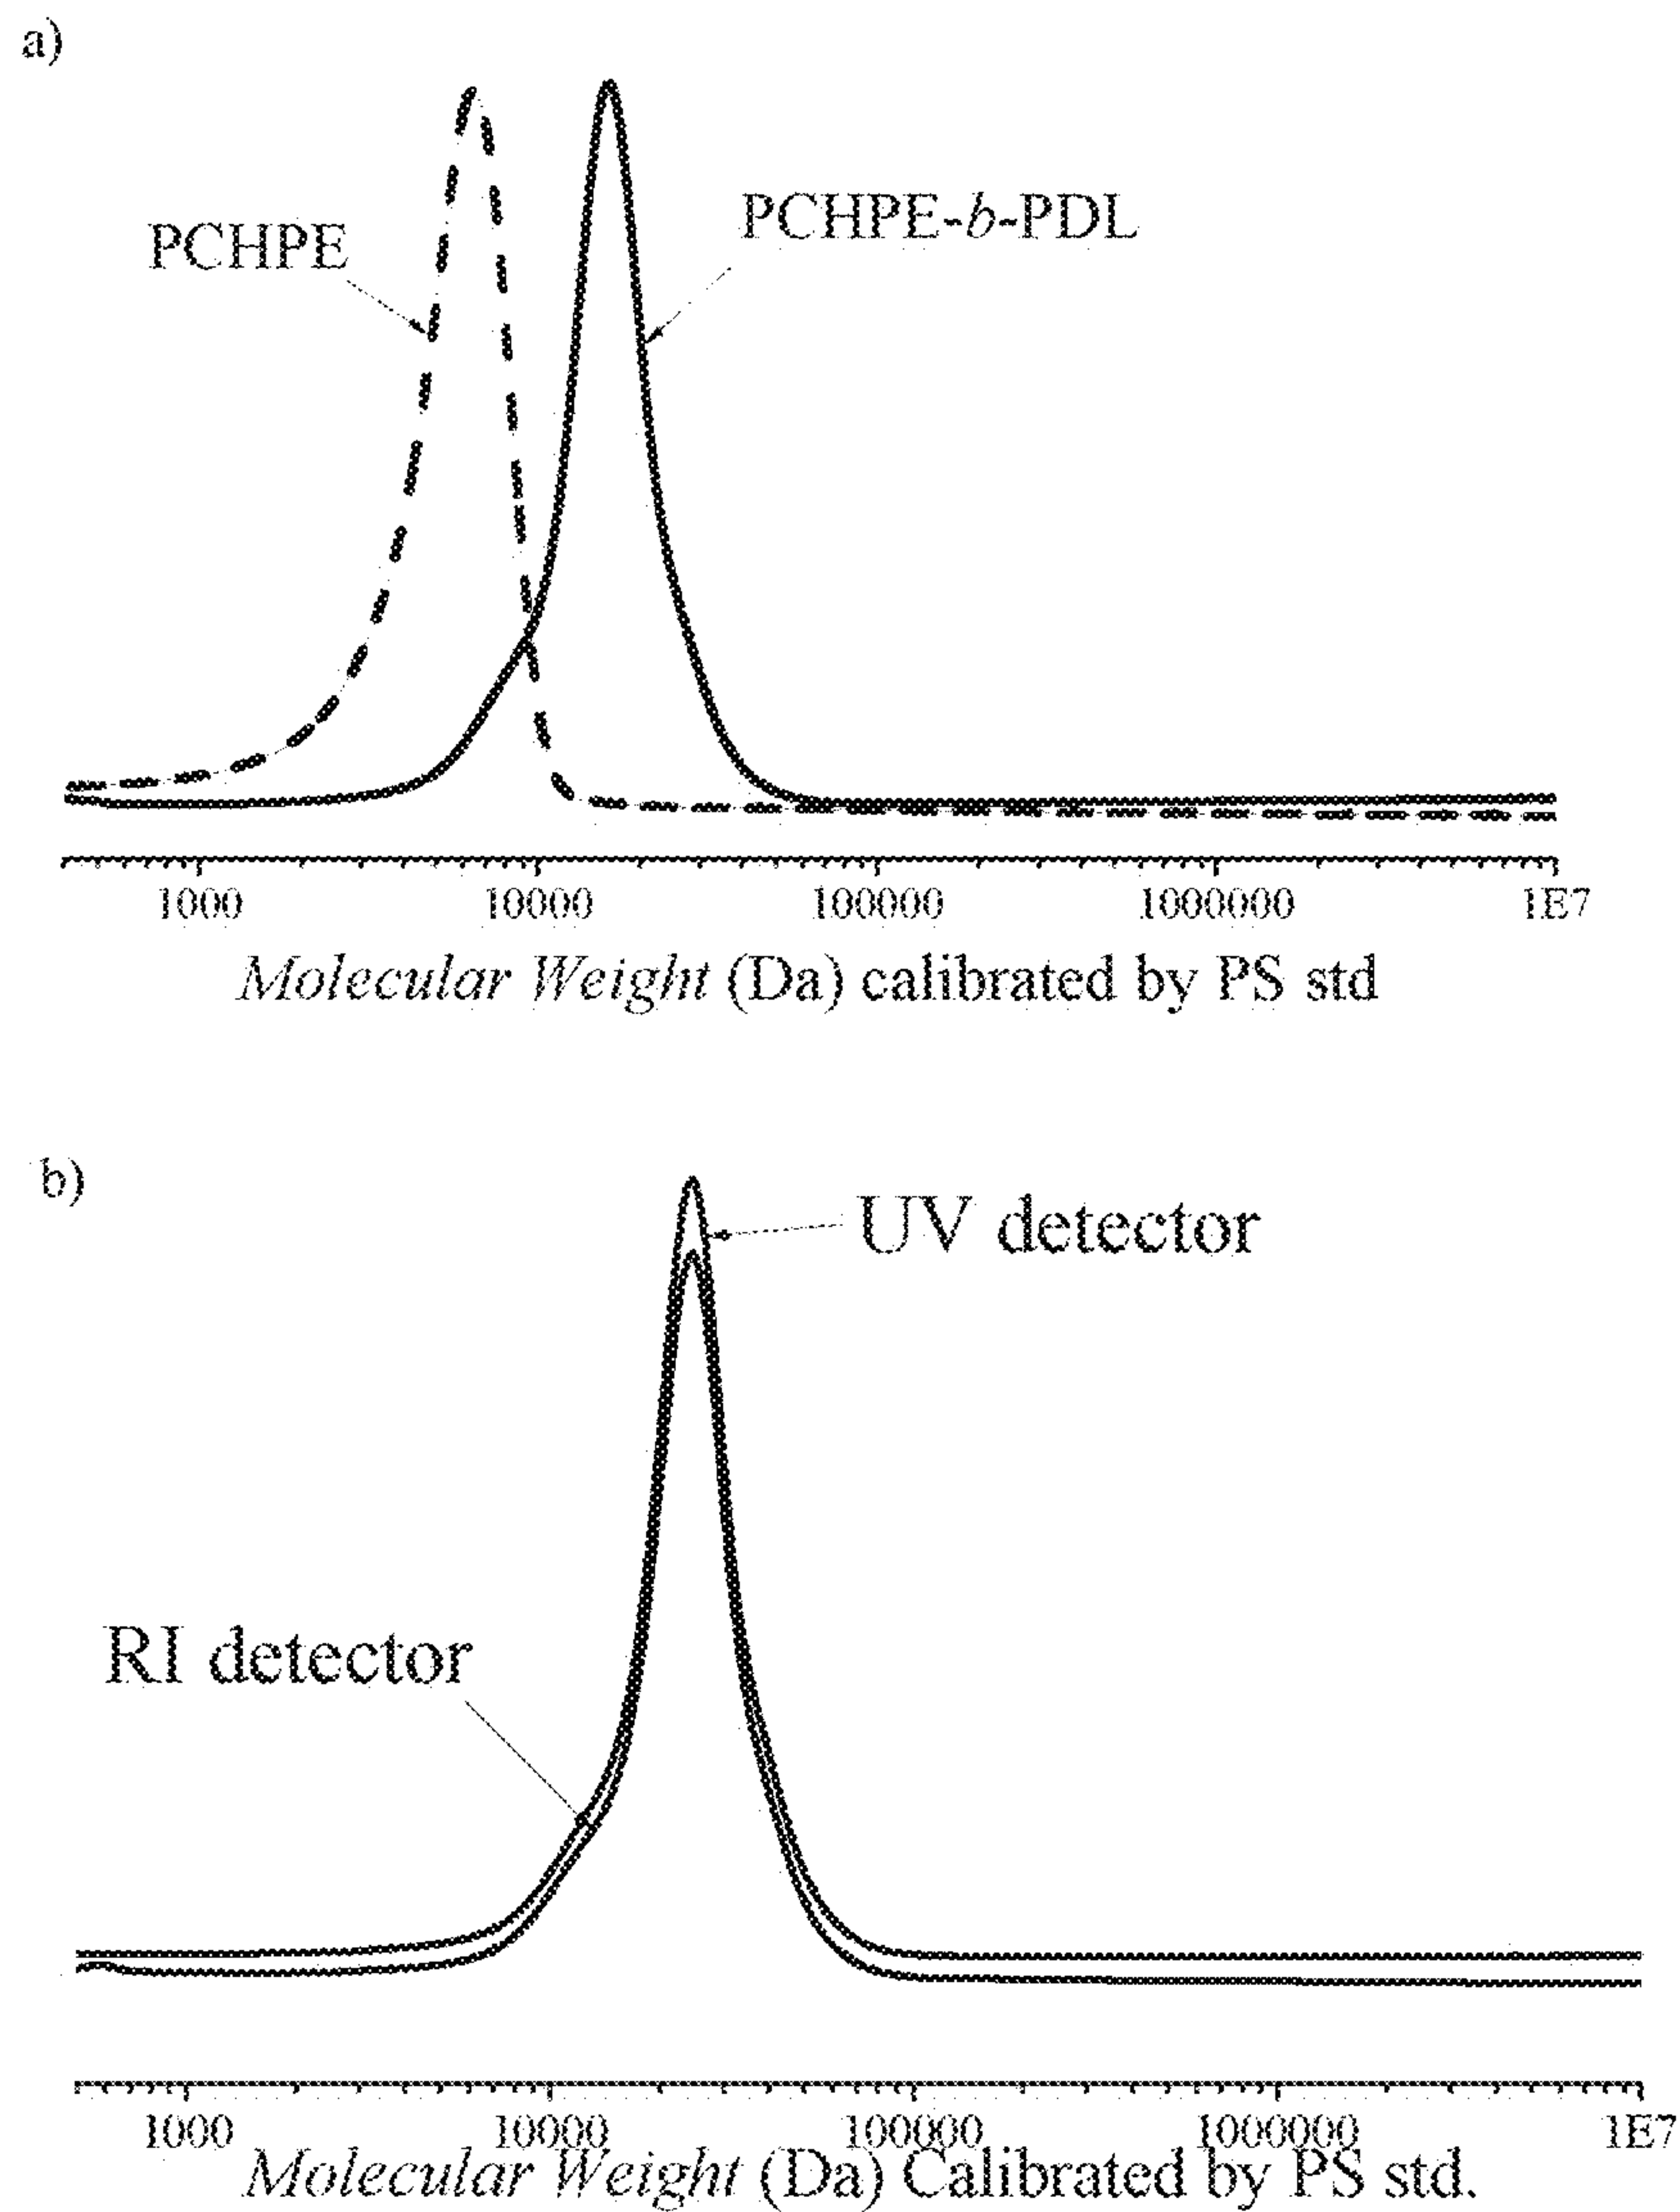 a)
PCHPE
PCHPE-b-PDL
1000 10000 100000 1000000 1E7
Molecular Weight (Da) calibrated by PS std
b)
UV detector
RI detector
1000 10000 100000 1000000 1E7
Molecular Weight (Da) Calibrated by PS std.